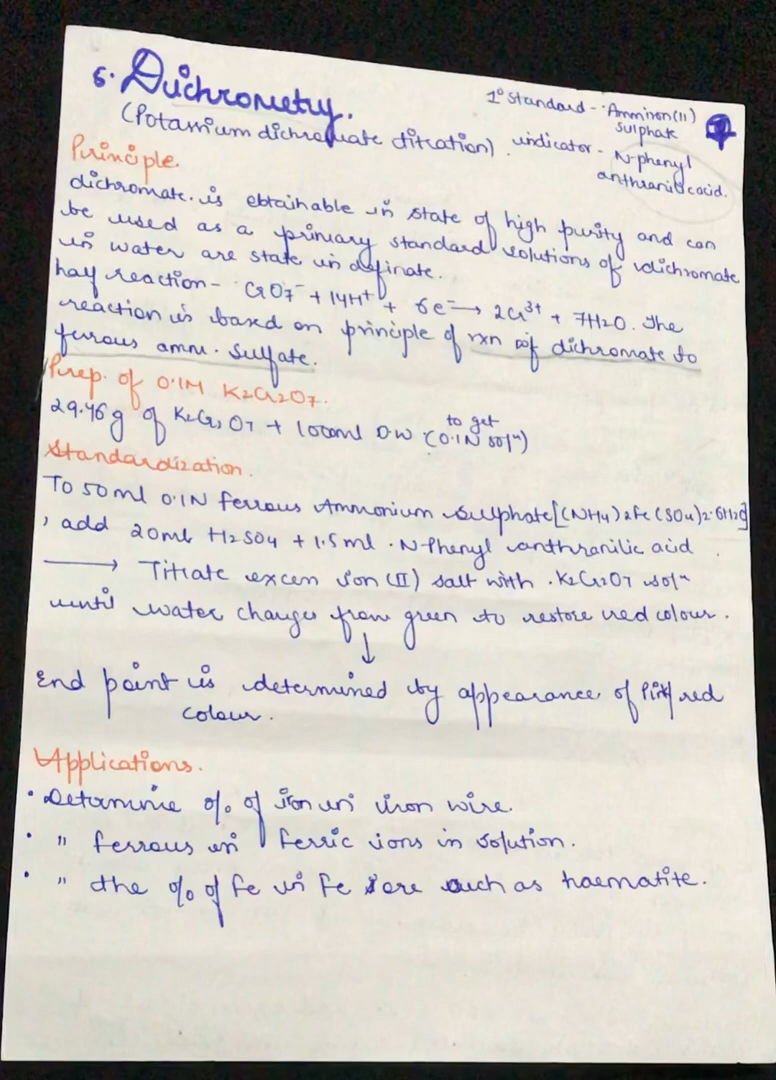 6. Dichrometry.
1° Standard - Ammiron(II)
Sulphate
(Potassium dichromate titration).
indicator - N-phenyl
anthranilic acid.
Principle.
dichromate is obtainable in state of high purity and can
be used as a primary standard solutions of dichromate
in water are state in definate.
half reaction - CrO7⁻ + 14H⁺ + 6e⁻ → 2Cr³⁺ + 7H2O. The
reaction is based on principle of rxn of dichromate to
ferrous amm. sulfate.
Prep. of 0.1M K2Cr2O7.
29.46g of K2Cr2O7 + 1000ml D.W (0.1N solⁿ)
to get
Standardization.
To 50ml 0.1N ferrous Ammonium sulphate [(NH4)2Fe(SO4)2.6H2O]
, add 20ml H2SO4 + 1.5ml . N-Phenyl anthranilic acid .
⟶ Titrate excess iron (II) salt with .K2Cr2O7 solⁿ
until water changes from green to restore red colour.
↓
End point is determined by appearance of red
colour.
Applications.
• Determine % of iron in iron wire.
• " ferrous in ferric ions in solution.
• " the % of Fe in Fe ore such as haematite.